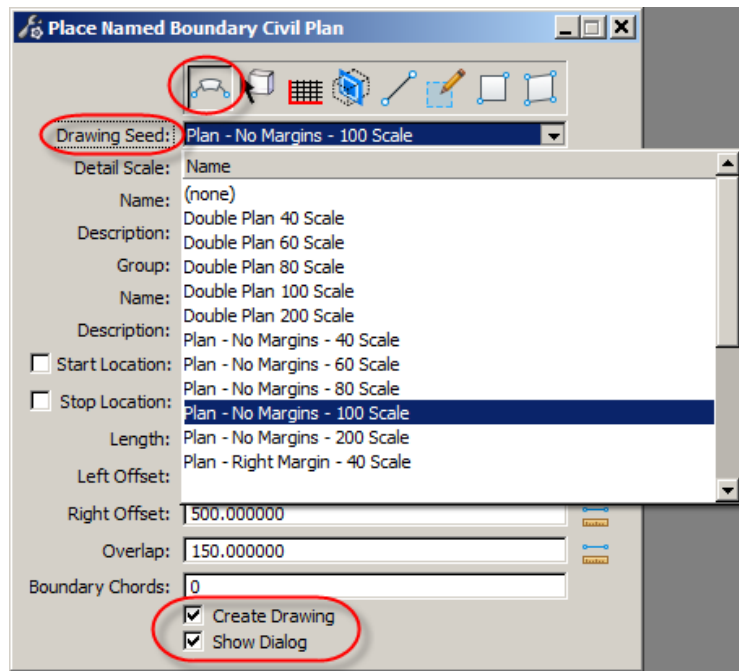 Place Named Boundary Civil Plan
Drawing Seed: Plan - No Margins - 100 Scale
Detail Scale: Name
Name: (none)
Double Plan 40 Scale
Description: Double Plan 60 Scale
Group: Double Plan 80 Scale
Name: Double Plan 100 Scale
Double Plan 200 Scale
Description: Plan - No Margins - 40 Scale
Start Location: Plan - No Margins - 60 Scale
Plan - No Margins - 80 Scale
Stop Location: Plan - No Margins - 100 Scale
Length: Plan - No Margins - 200 Scale
Left Offset: Plan - Right Margin - 40 Scale
Right Offset: 500.000000
Overlap: 150.000000
Boundary Chords: 0
Create Drawing
Show Dialog